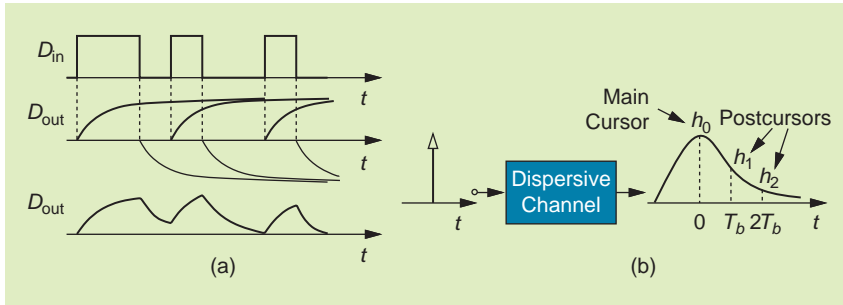 D_in
t
D_out
t
D_out
t
(a)
t
Dispersive
Channel
Main
Cursor
h_0
Postcursors
h_1
h_2
0
T_b
2T_b
t
(b)